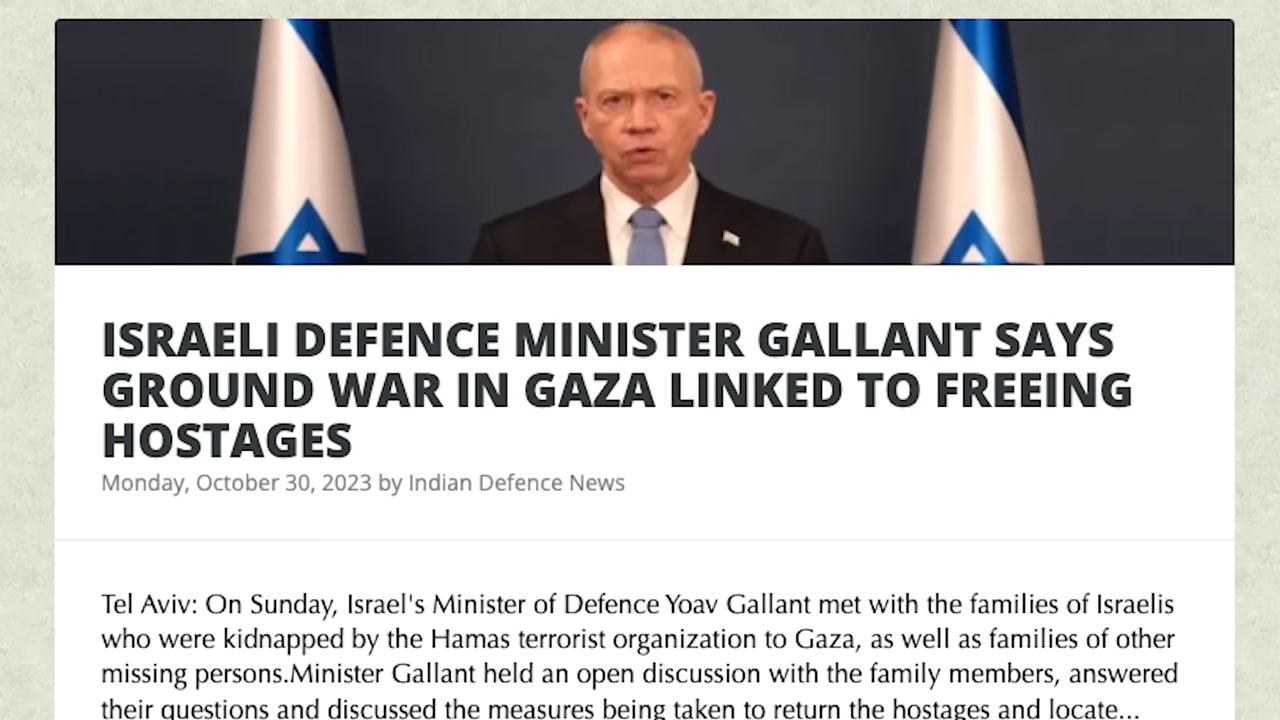 ISRAELI DEFENCE MINISTER GALLANT SAYS
GROUND WAR IN GAZA LINKED TO FREEING
HOSTAGES
Monday, October 30, 2023 by Indian Defence News
Tel Aviv: On Sunday, Israel's Minister of Defence Yoav Gallant met with the families of Israelis
who were kidnapped by the Hamas terrorist organization to Gaza, as well as families of other
missing persons.Minister Gallant held an open discussion with the family members, answered
their questions and discussed the measures being taken to return the hostages and locate...